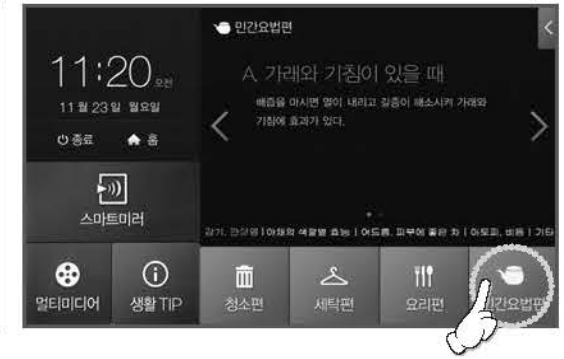 민간요법편
11:20 오전
11월 23일 월요일
종료
홈
A. 가래와 기침이 있을 때
배즙을 마시면 열이 내리고 갈증이 해소시켜 가래와
기침에 효과가 있다.
스마트미러
감기, 만성염 | 야채의 색깔별 효능 | 여드름, 피부에 좋은 차 | 아토피, 비듬 | 기타
멀티미디어
생활 TIP
청소편
세탁편
요리편
민간요법편